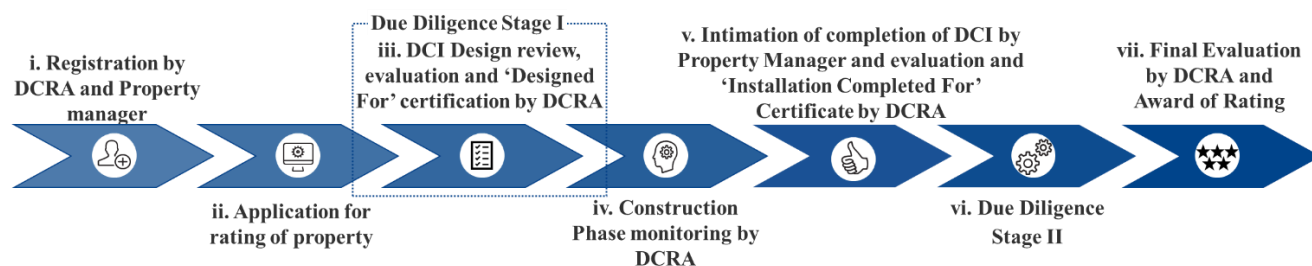 i. Registration by
DCRA and Property
manager
ii. Application for
rating of property
Due Diligence Stage I
iii. DCI Design review,
evaluation and ‘Designed
For’ certification by DCRA
iv. Construction
Phase monitoring by
DCRA
v. Intimation of completion of DCI by
Property Manager and evaluation and
‘Installation Completed For’
Certificate by DCRA
vi. Due Diligence
Stage II
vii. Final Evaluation
by DCRA and
Award of Rating